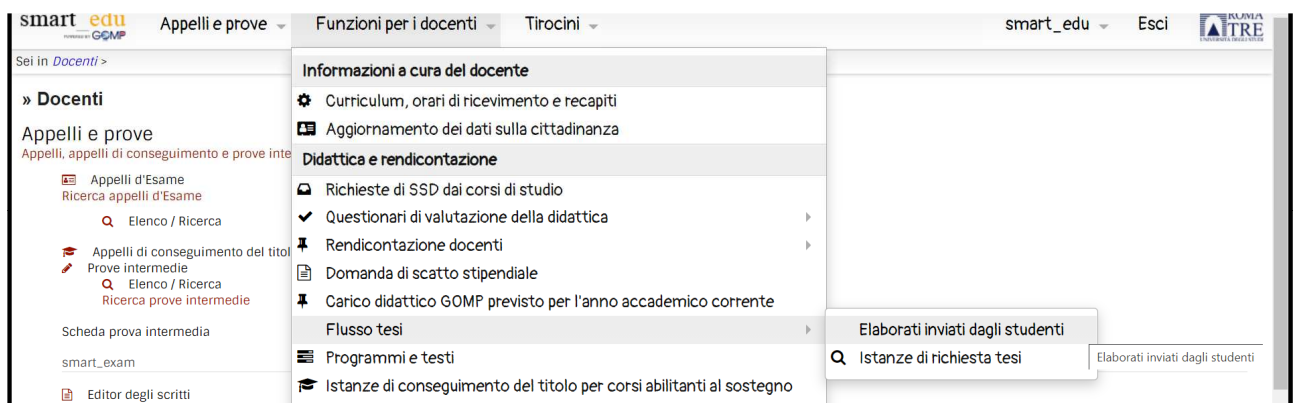 smart_edu
POWERED BY GOMP
Appelli e prove
Funzioni per i docenti
Tirocini
smart_edu
Esci
ROMA
TRE
UNIVERSITÀ DEGLI STUDI
Sei in Docenti >
» Docenti
Appelli e prove
Appelli, appelli di conseguimento e prove inte
Appelli d'Esame
Ricerca appelli d'Esame
Elenco / Ricerca
Appelli di conseguimento del titol
Prove intermedie
Elenco / Ricerca
Ricerca prove intermedie
Scheda prova intermedia
smart_exam
Editor degli scritti
Informazioni a cura del docente
Curriculum, orari di ricevimento e recapiti
Aggiornamento dei dati sulla cittadinanza
Didattica e rendicontazione
Richieste di SSD dai corsi di studio
Questionari di valutazione della didattica
Rendicontazione docenti
Domanda di scatto stipendiale
Carico didattico GOMP previsto per l'anno accademico corrente
Flusso tesi
Programmi e testi
Istanze di conseguimento del titolo per corsi abilitanti al sostegno
Elaborati inviati dagli studenti
Istanze di richiesta tesi
Elaborati inviati dagli studenti